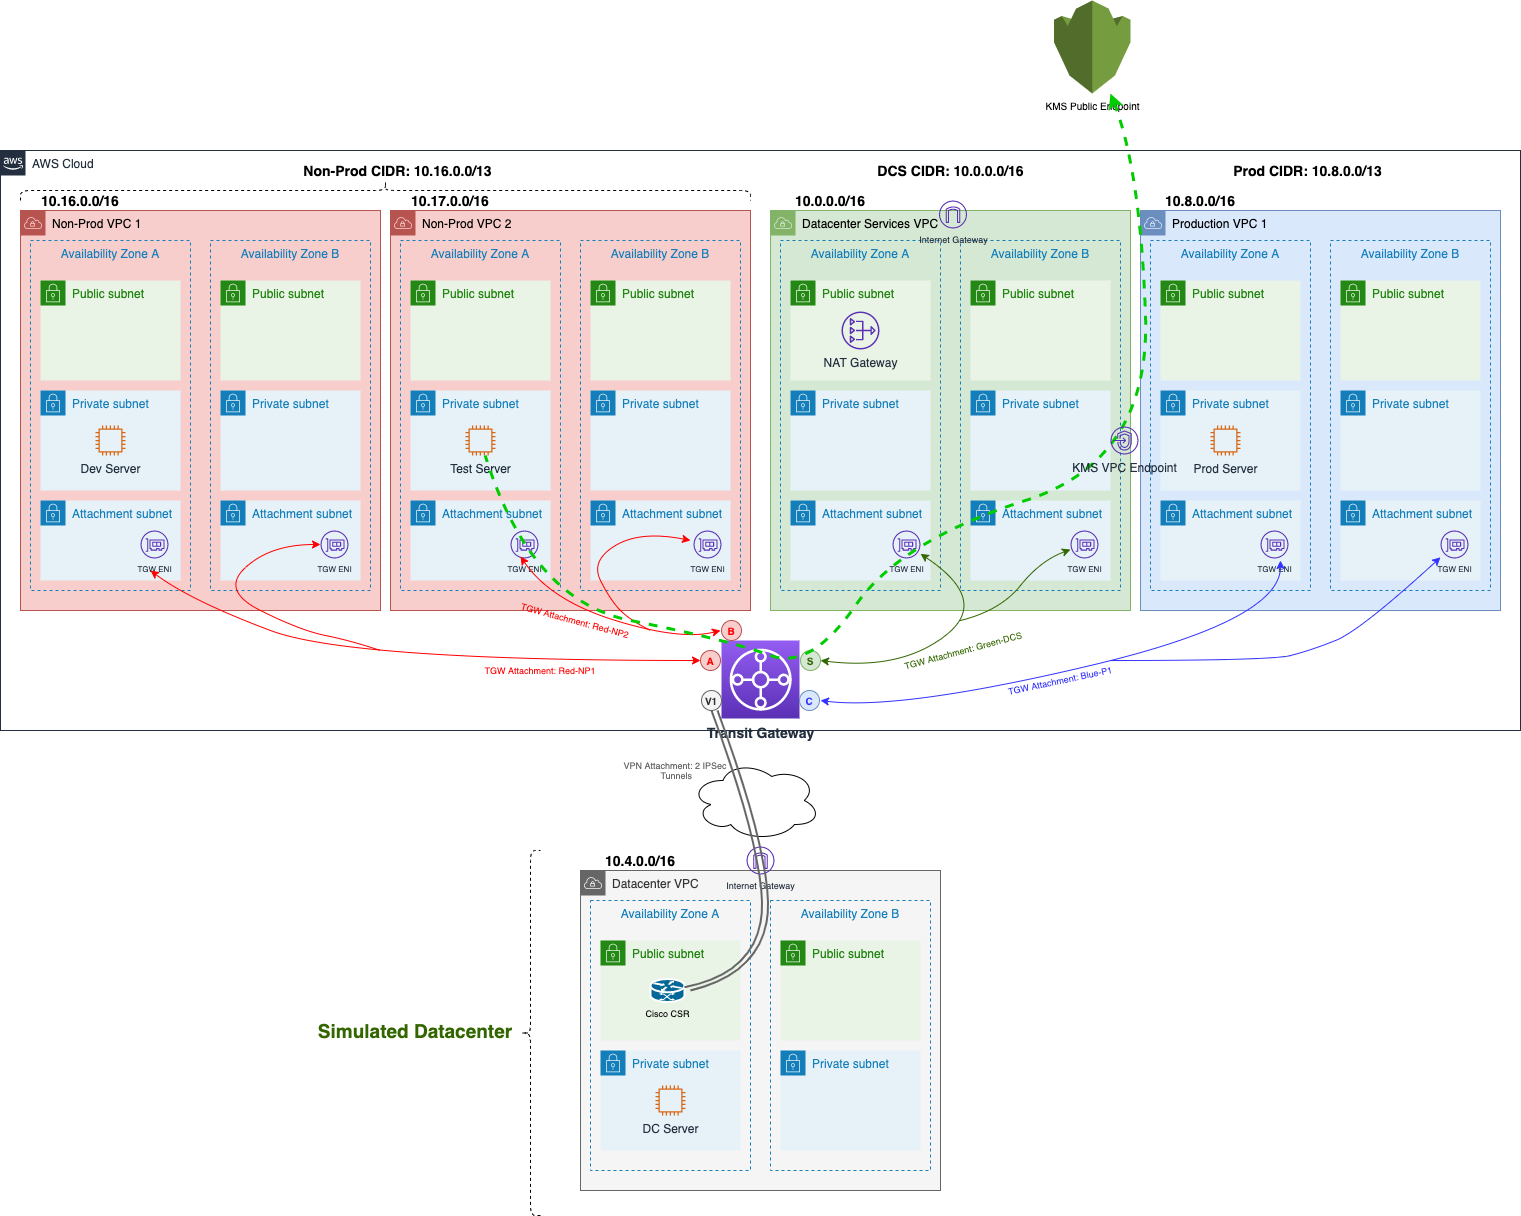 KMS Public Endpoint
aws
AWS Cloud
Non-Prod CIDR: 10.16.0.0/13
DCS CIDR: 10.0.0.0/16
Prod CIDR: 10.8.0.0/13
10.16.0.0/16
10.17.0.0/16
10.0.0.0/16
10.8.0.0/16
Non-Prod VPC 1
Non-Prod VPC 2
Datacenter Services VPC
Production VPC 1
Internet Gateway
Availability Zone A
Availability Zone B
Availability Zone A
Availability Zone B
Availability Zone A
Availability Zone B
Availability Zone A
Availability Zone B
Public subnet
Public subnet
Public subnet
Public subnet
Public subnet
Public subnet
Public subnet
Public subnet
NAT Gateway
Private subnet
Private subnet
Private subnet
Private subnet
Private subnet
Private subnet
Private subnet
Private subnet
Dev Server
Test Server
KMS VPC Endpoint
Prod Server
Attachment subnet
Attachment subnet
Attachment subnet
Attachment subnet
Attachment subnet
Attachment subnet
Attachment subnet
Attachment subnet
TGW ENI
TGW ENI
TGW ENI
TGW ENI
TGW ENI
TGW ENI
TGW ENI
TGW ENI
TGW Attachment: Red-NP2
B
A
S
TGW Attachment: Green-DCS
TGW Attachment: Red-NP1
TGW Attachment: Blue-P1
V1
C
Transit Gateway
VPN Attachment: 2 IPSec
Tunnels
10.4.0.0/16
Datacenter VPC
Internet Gateway
Availability Zone A
Availability Zone B
Public subnet
Public subnet
Cisco CSR
Simulated Datacenter
Private subnet
Private subnet
DC Server